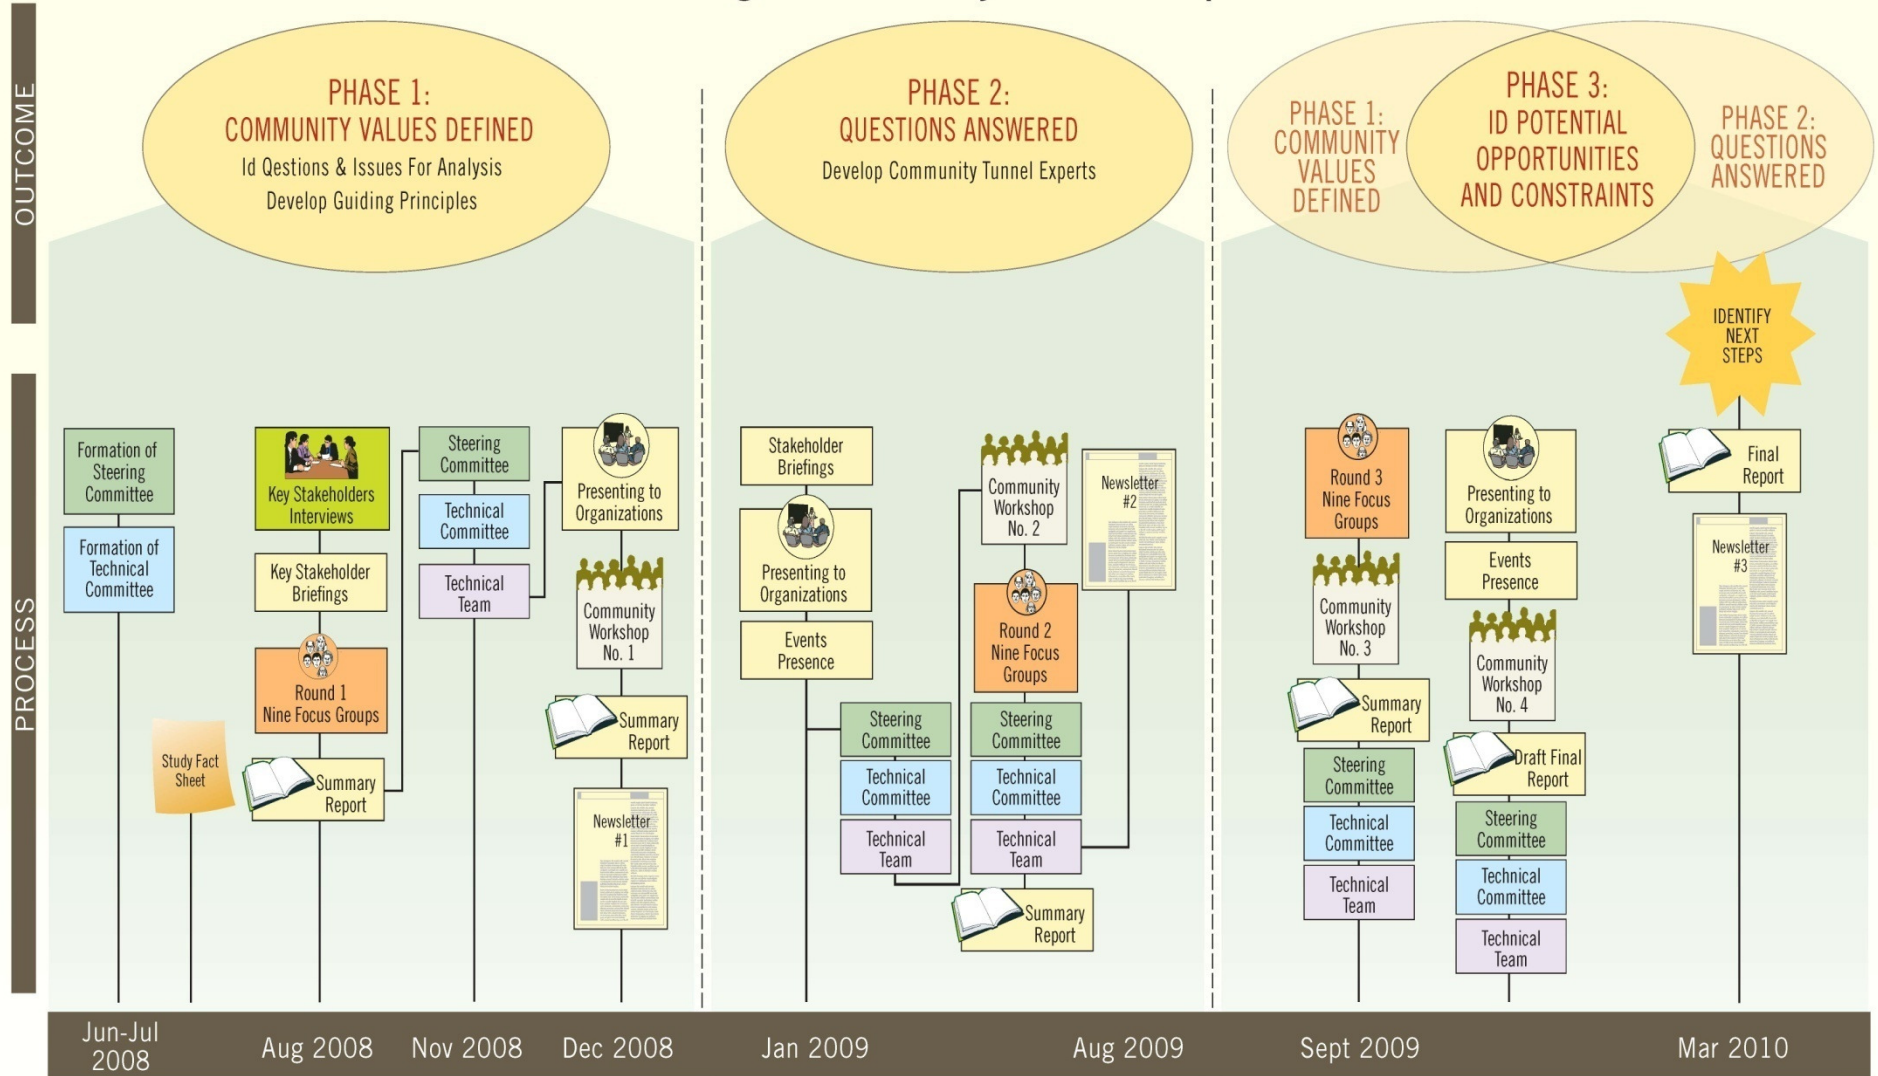 OUTCOME
PROCESS
PHASE 1:
COMMUNITY VALUES DEFINED
Id Qestions & Issues For Analysis
Develop Guiding Principles
PHASE 2:
QUESTIONS ANSWERED
Develop Community Tunnel Experts
PHASE 1:
COMMUNITY
VALUES
DEFINED
PHASE 3:
ID POTENTIAL
OPPORTUNITIES
AND CONSTRAINTS
PHASE 2:
QUESTIONS
ANSWERED
IDENTIFY
NEXT
STEPS
Formation of
Steering
Committee
Formation of
Technical
Committee
Study Fact
Sheet
Key Stakeholders
Interviews
Key Stakeholder
Briefings
Round 1
Nine Focus Groups
Summary
Report
Steering
Committee
Technical
Committee
Technical
Team
Presenting to
Organizations
Community
Workshop
No. 1
Summary
Report
Newsletter
#1
Stakeholder
Briefings
Presenting to
Organizations
Events
Presence
Steering
Committee
Technical
Committee
Technical
Team
Community
Workshop
No. 2
Round 2
Nine Focus
Groups
Steering
Committee
Technical
Committee
Technical
Team
Summary
Report
Newsletter
#2
Round 3
Nine Focus
Groups
Community
Workshop
No. 3
Summary
Report
Steering
Committee
Technical
Committee
Technical
Team
Presenting to
Organizations
Events
Presence
Community
Workshop
No. 4
Draft Final
Report
Steering
Committee
Technical
Committee
Technical
Team
Final
Report
Newsletter
#3
Jun-Jul
2008
Aug 2008
Nov 2008
Dec 2008
Jan 2009
Aug 2009
Sept 2009
Mar 2010